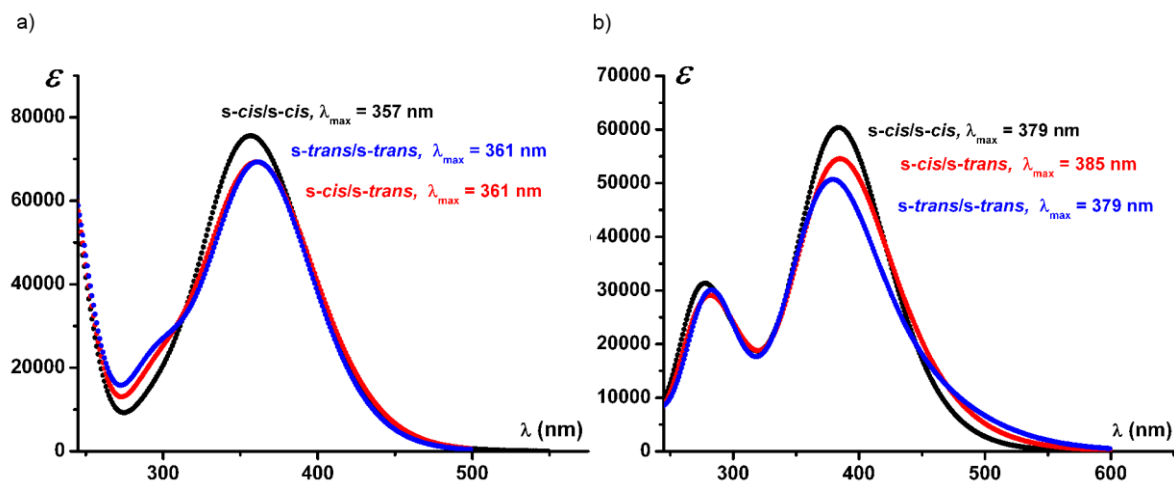 a)
ε
90000
80000
60000
40000
20000
0
300
400
500
λ (nm)
s-cis/s-cis, λmax = 357 nm
s-trans/s-trans, λmax = 361 nm
s-cis/s-trans, λmax = 361 nm
b)
ε
70000
60000
50000
40000
30000
20000
10000
0
300
400
500
600
λ (nm)
s-cis/s-cis, λmax = 379 nm
s-cis/s-trans, λmax = 385 nm
s-trans/s-trans, λmax = 379 nm